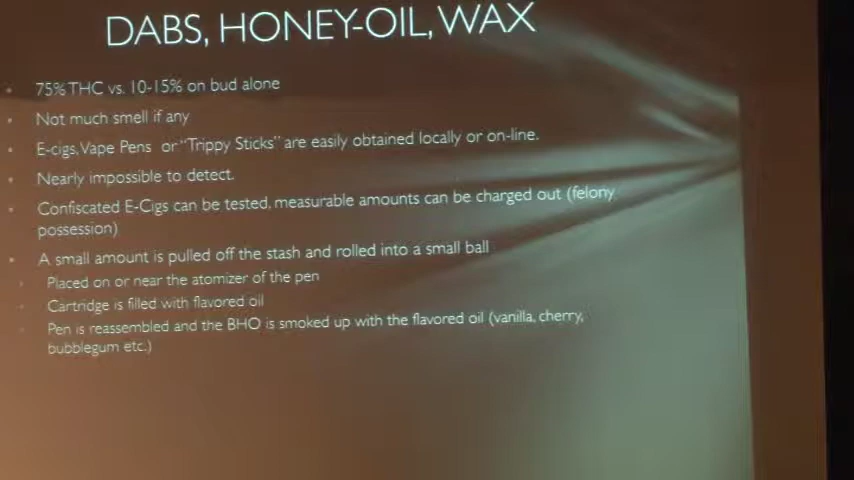 DABS, HONEY-OIL, WAX
75% THC vs. 10-15% on bud alone
Not much smell if any
E-cigs, Vape Pens or "Trippy Sticks" are easily obtained locally or on-line.
Nearly impossible to detect.
Confiscated E-Cigs can be tested, measurable amounts can be charged out (felony
possession)
A small amount is pulled off the stash and rolled into a small ball
Placed on or near the atomizer of the pen
Cartridge is filled with flavored oil
Pen is reassembled and the BHO is smoked up with the flavored oil (vanilla, cherry,
bubblegum etc.)